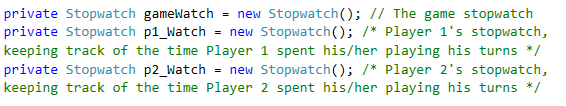 private Stopwatch gameWatch = new Stopwatch(); // The game stopwatch
private Stopwatch p1_Watch = new Stopwatch(); /* Player 1's stopwatch,
keeping track of the time Player 1 spent his/her playing his turns */
private Stopwatch p2_Watch = new Stopwatch(); /* Player 2's stopwatch,
keeping track of the time Player 2 spent his/her playing his turns */